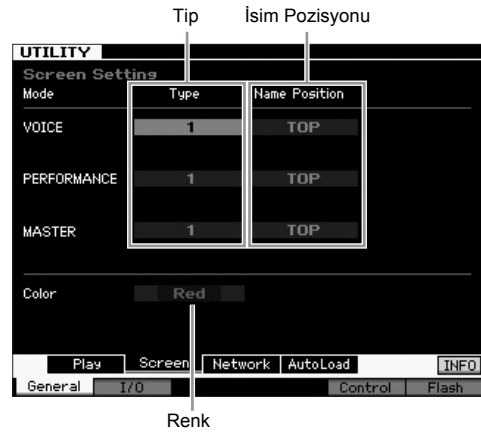 Tip İsim Pozisyonu
UTILITY
Screen Setting
Mode Type Name Position
VOICE 1 TOP
PERFORMANCE 1 TOP
MASTER 1 TOP
Color Red
Play Screen Network AutoLoad INFO
General I/O Control Flash
Renk